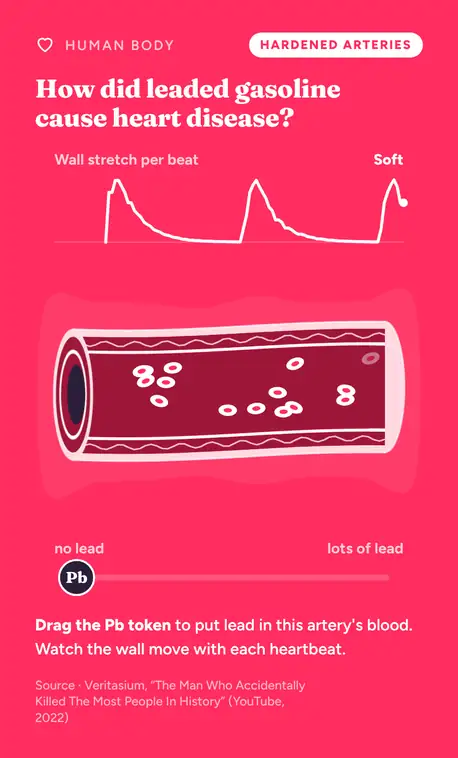 HUMAN BODY
HARDENED ARTERIES
How did leaded gasoline
cause heart disease?
Wall stretch per beat
Soft
no lead
lots of lead
Pb
Drag the Pb token to put lead in this artery's blood.
Watch the wall move with each heartbeat.
Source · Veritasium, “The Man Who Accidentally
Killed The Most People In History” (YouTube,
2022)